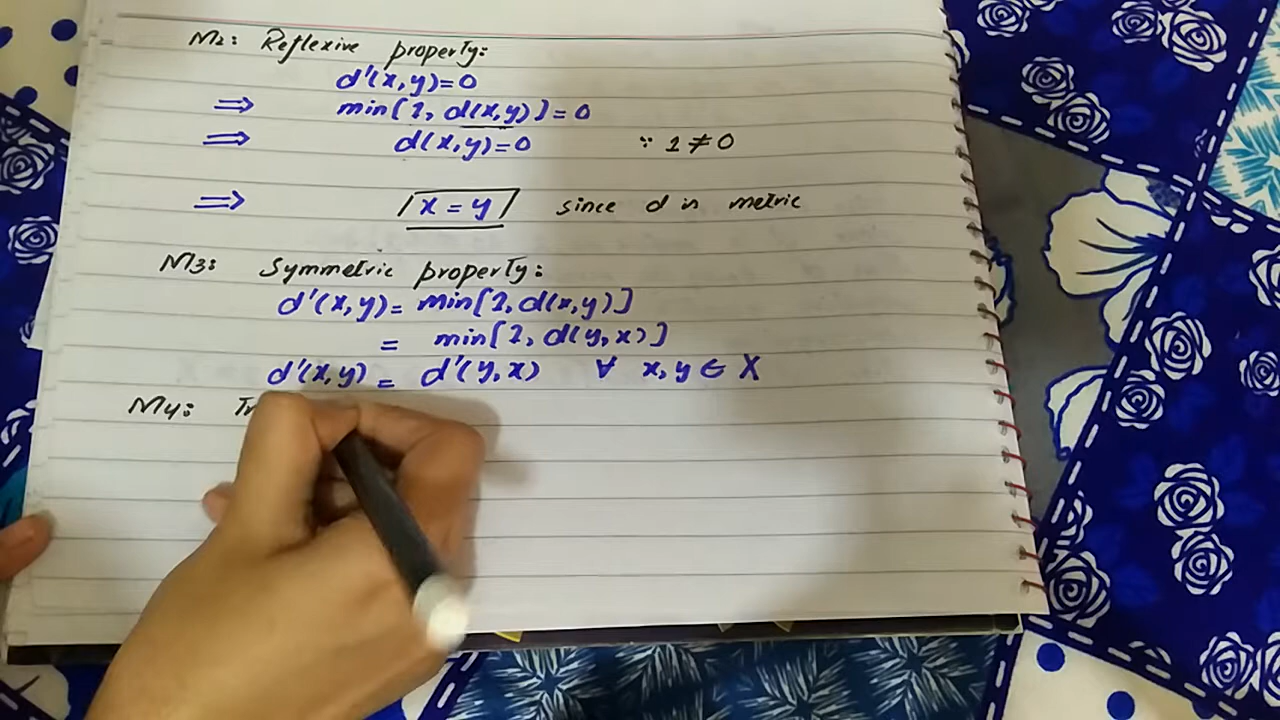 M2: Reflexive property:
d'(x,y)=0
⇒ min[1, d(x,y)]=0
⇒ d(x,y)=0 ∵ 1≠0
⇒ x = y since d is metric
M3: Symmetric property:
d'(x,y)= min[1, d(x,y)]
= min[1, d(y,x)]
d'(x,y) = d'(y,x) ∀ x,y ∈ X
M4: